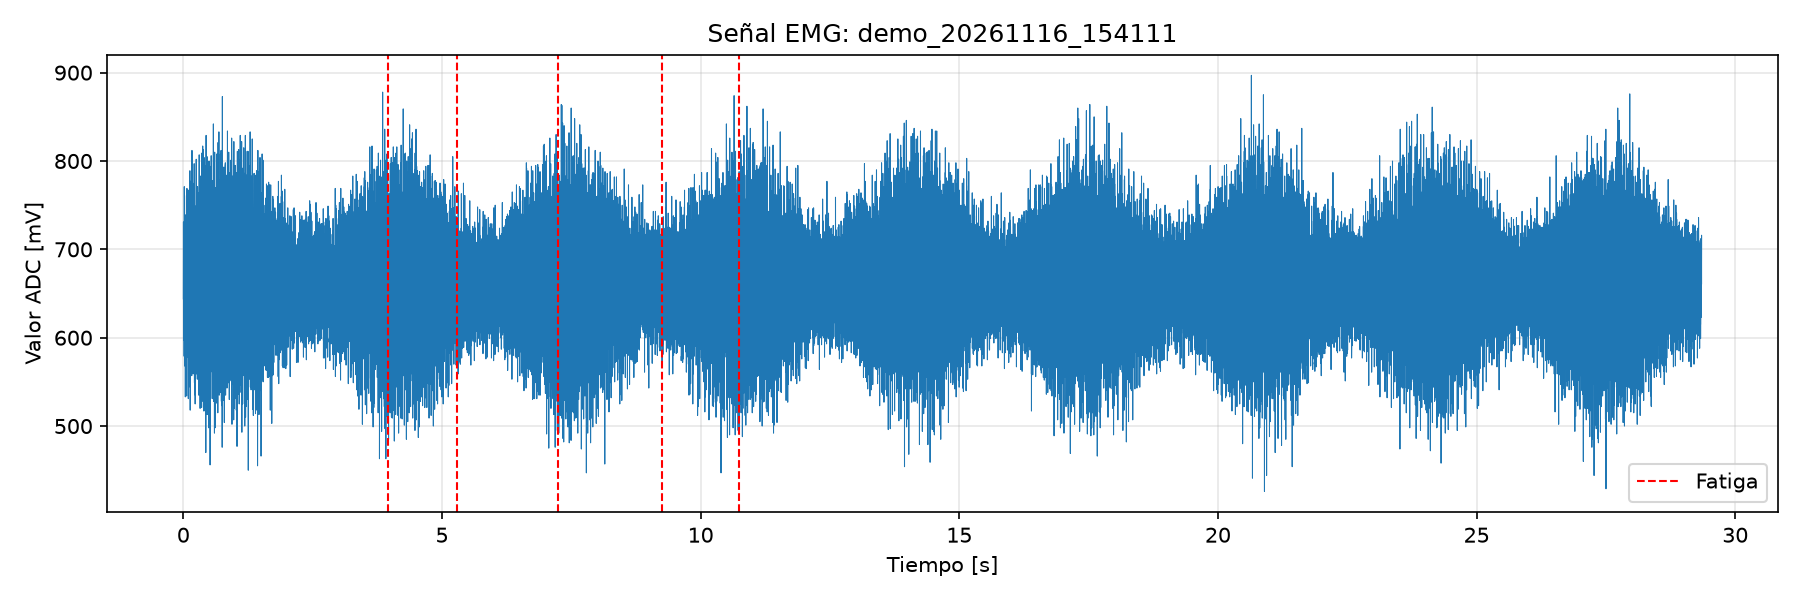 Señal EMG: demo_20261116_154111
Valor ADC [mV]
900
800
700
600
500
Fatiga
0 5 10 15 20 25 30
Tiempo [s]